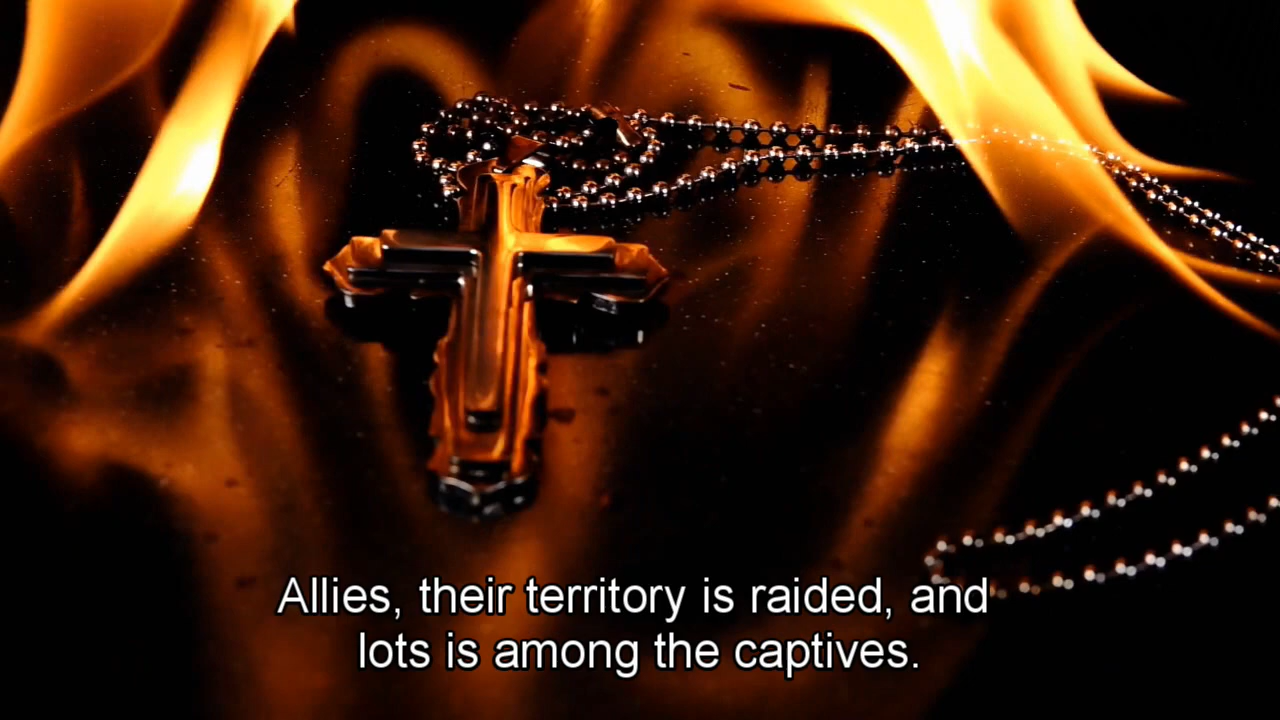 Allies, their territory is raided, and
lots is among the captives.